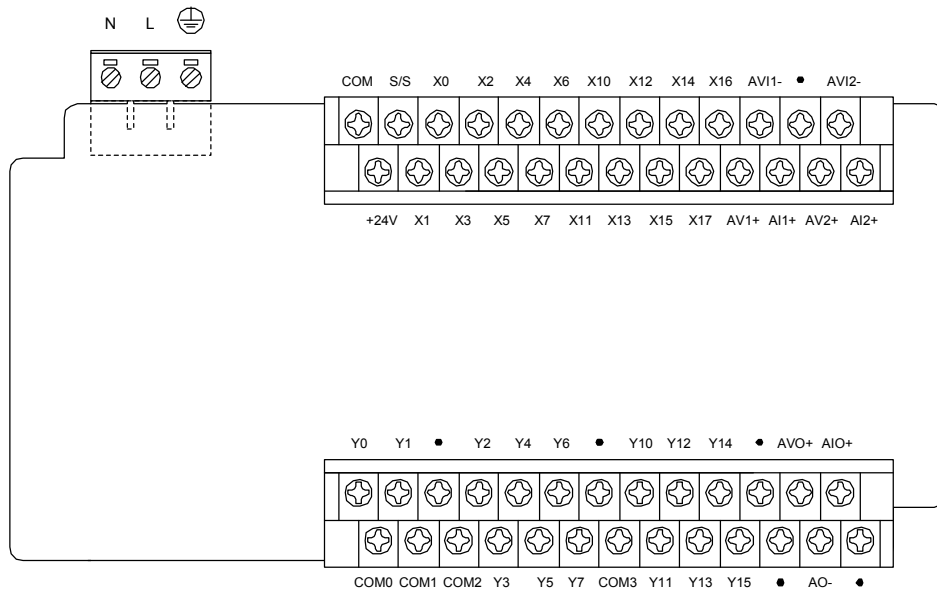 N L
COM S/S X0 X2 X4 X6 X10 X12 X14 X16 AVI1- ● AVI2-
+24V X1 X3 X5 X7 X11 X13 X15 X17 AV1+ AI1+ AV2+ AI2+
Y0 Y1 ● Y2 Y4 Y6 ● Y10 Y12 Y14 ● AVO+ AIO+
COM0 COM1 COM2 Y3 Y5 Y7 COM3 Y11 Y13 Y15 ● AO- ●